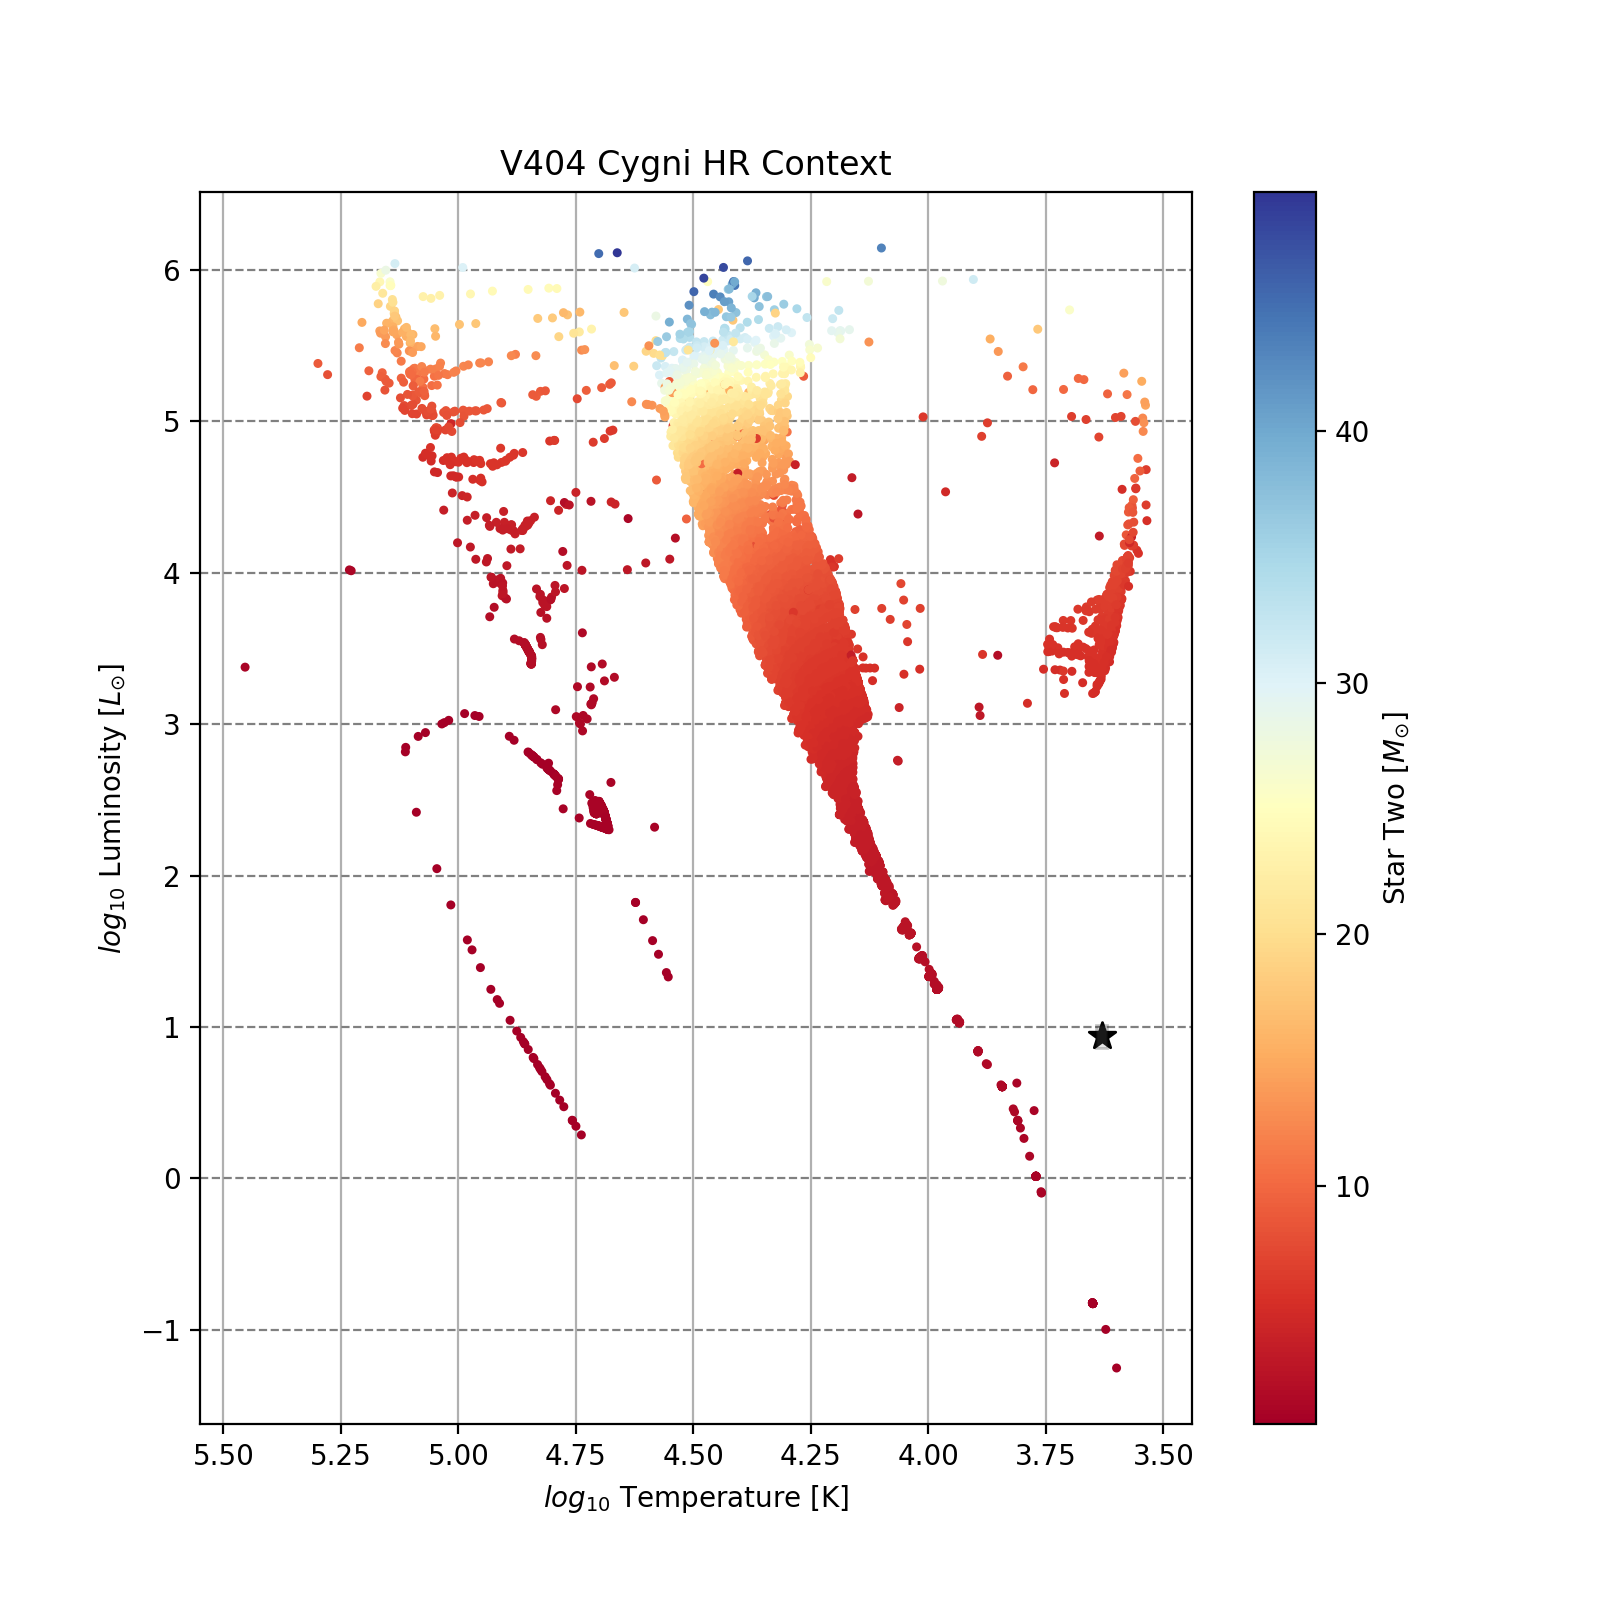 V404 Cygni HR Context
log₁₀ Luminosity [L☉]
6
5
4
3
2
1
0
−1
5.50 5.25 5.00 4.75 4.50 4.25 4.00 3.75 3.50
log₁₀ Temperature [K]
40
30
20
10
Star Two [M☉]